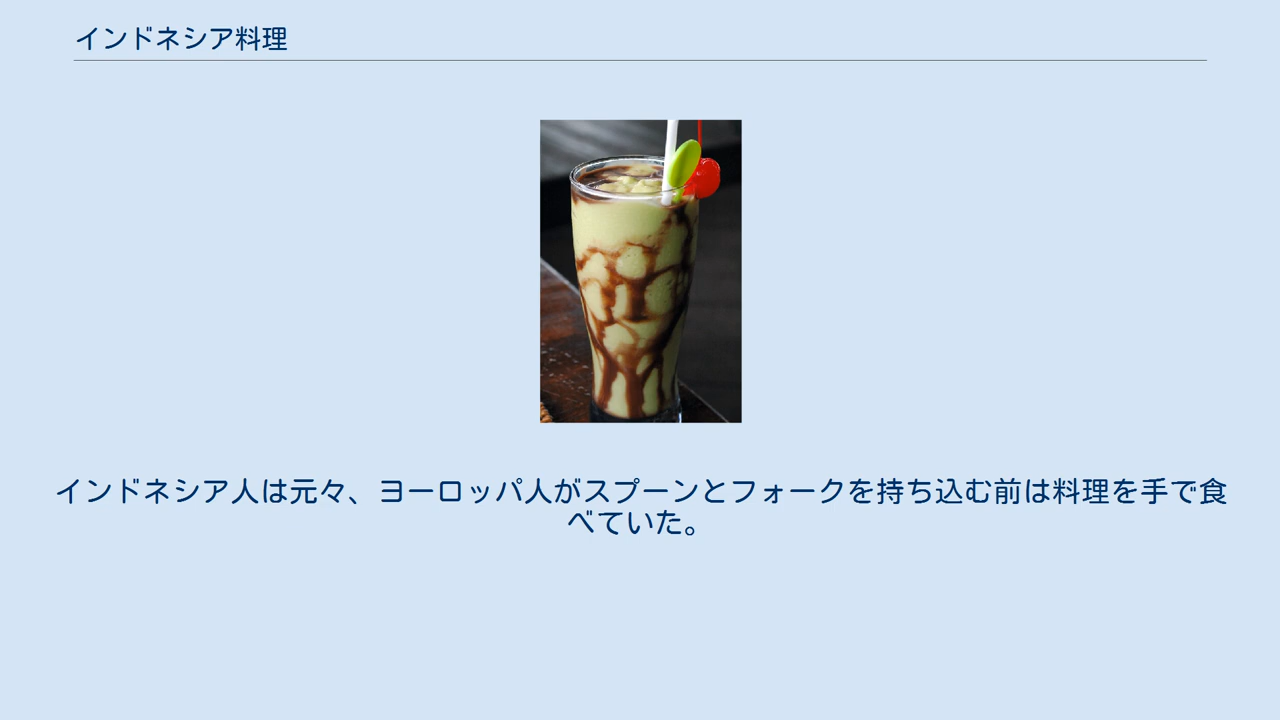 インドネシア料理
インドネシア人は元々、ヨーロッパ人がスプーンとフォークを持ち込む前は料理を手で食
べていた。